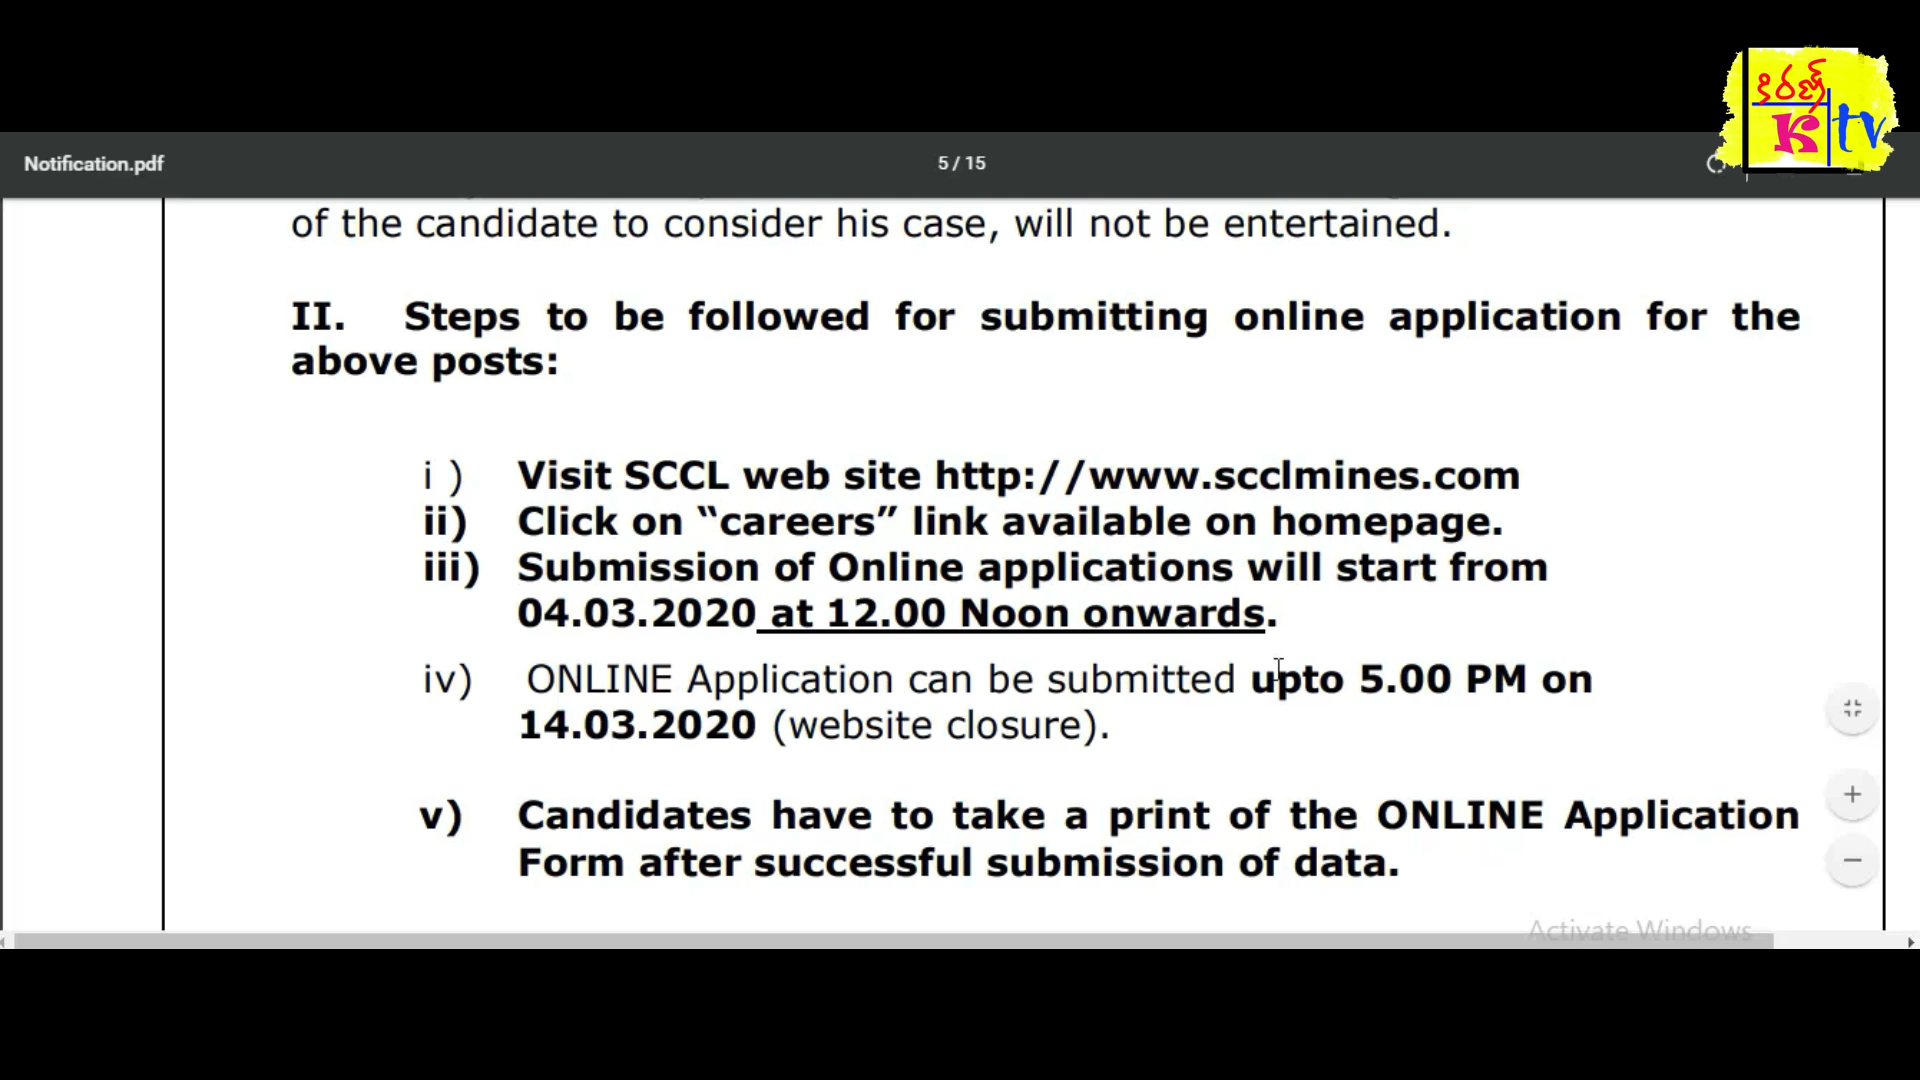 కిరణ్
K tv
Notification.pdf
5 / 15
of the candidate to consider his case, will not be entertained.
II. Steps to be followed for submitting online application for the
above posts:
i ) Visit SCCL web site http://www.scclmines.com
ii) Click on “careers” link available on homepage.
iii) Submission of Online applications will start from
04.03.2020 at 12.00 Noon onwards.
iv) ONLINE Application can be submitted upto 5.00 PM on
14.03.2020 (website closure).
v) Candidates have to take a print of the ONLINE Application
Form after successful submission of data.
Activate Windows